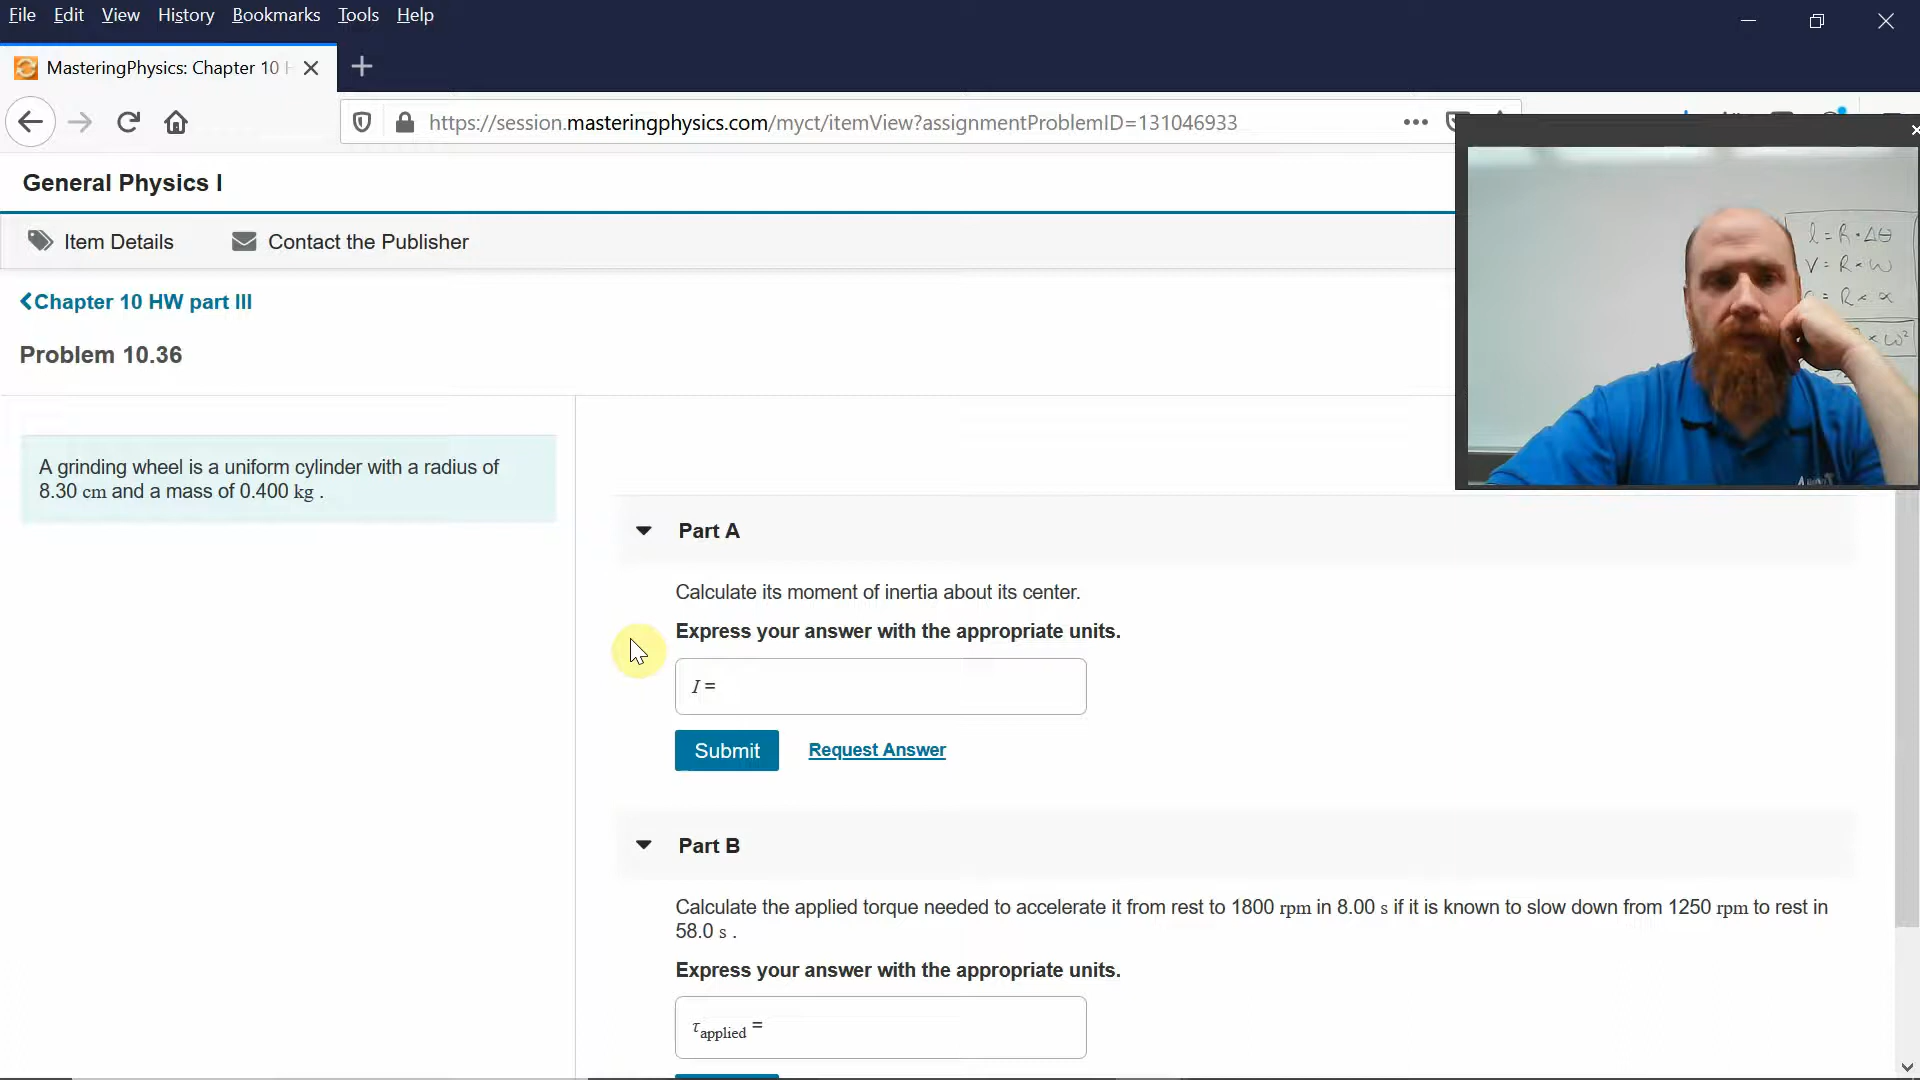 File Edit View History Bookmarks Tools Help
MasteringPhysics: Chapter 10 H
https://session.masteringphysics.com/myct/itemView?assignmentProblemID=131046933
General Physics I
Item Details Contact the Publisher
Chapter 10 HW part III
Problem 10.36
A grinding wheel is a uniform cylinder with a radius of
8.30 cm and a mass of 0.400 kg .
l = R · Δθ
V = R × ω
= R × α
× ω²
Part A
Calculate its moment of inertia about its center.
Express your answer with the appropriate units.
I =
Submit Request Answer
Part B
Calculate the applied torque needed to accelerate it from rest to 1800 rpm in 8.00 s if it is known to slow down from 1250 rpm to rest in
58.0 s .
Express your answer with the appropriate units.
τapplied =